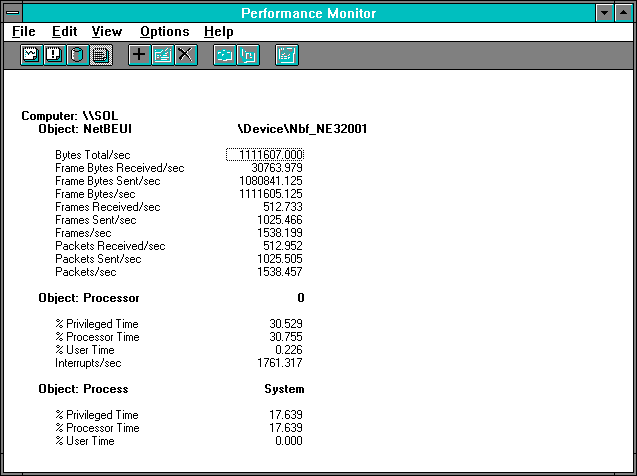 Performance Monitor
File Edit View Options Help
Computer: \\SOL
Object: NetBEUI \Device\Nbf_NE32001
Bytes Total/sec 1111607.000
Frame Bytes Received/sec 30763.979
Frame Bytes Sent/sec 1080841.125
Frame Bytes/sec 1111605.125
Frames Received/sec 512.733
Frames Sent/sec 1025.466
Frames/sec 1538.199
Packets Received/sec 512.952
Packets Sent/sec 1025.505
Packets/sec 1538.457
Object: Processor 0
% Privileged Time 30.529
% Processor Time 30.755
% User Time 0.226
Interrupts/sec 1761.317
Object: Process System
% Privileged Time 17.639
% Processor Time 17.639
% User Time 0.000